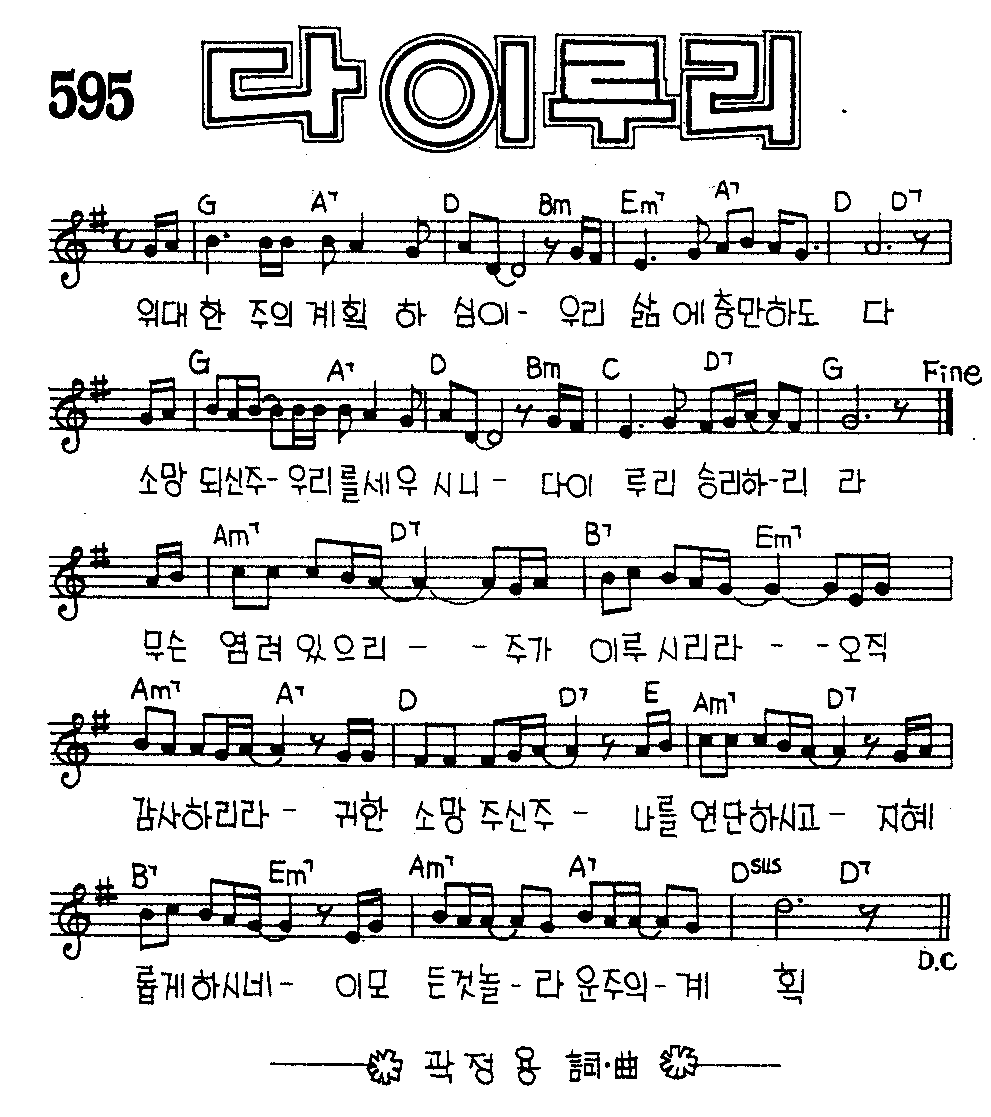 595 다이루리
G A7 D Bm Em7 A7 D D7
위대한 주의계획 하 심이- 우리 삶에충만하도 다
G A7 D Bm C D7 G Fine
소망 되신주-우리를세우 시니 - 다이 루리 승리하-리 라
Am7 D7 B7 Em7
무슨 염려있으리 - - 주가 이루시리라 - -오직
Am7 A7 D D7 E Am7 D7
감사하리라 - 귀한 소망주신주 - 나를연단하시고- 지혜
B7 Em7 Am7 A7 Dsus D7
롭게하시네- 이모 든것놀-라운주의-계 획
D.C
곽정용 詞·曲